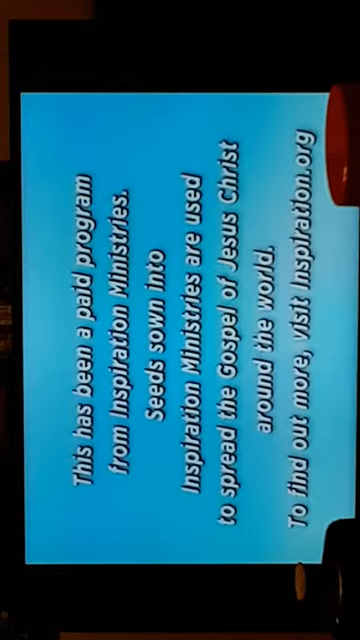 This has been a paid program
from Inspiration Ministries.
Seeds sown into
Inspiration Ministries are used
to spread the Gospel of Jesus Christ
around the world.
To find out more, visit Inspiration.org